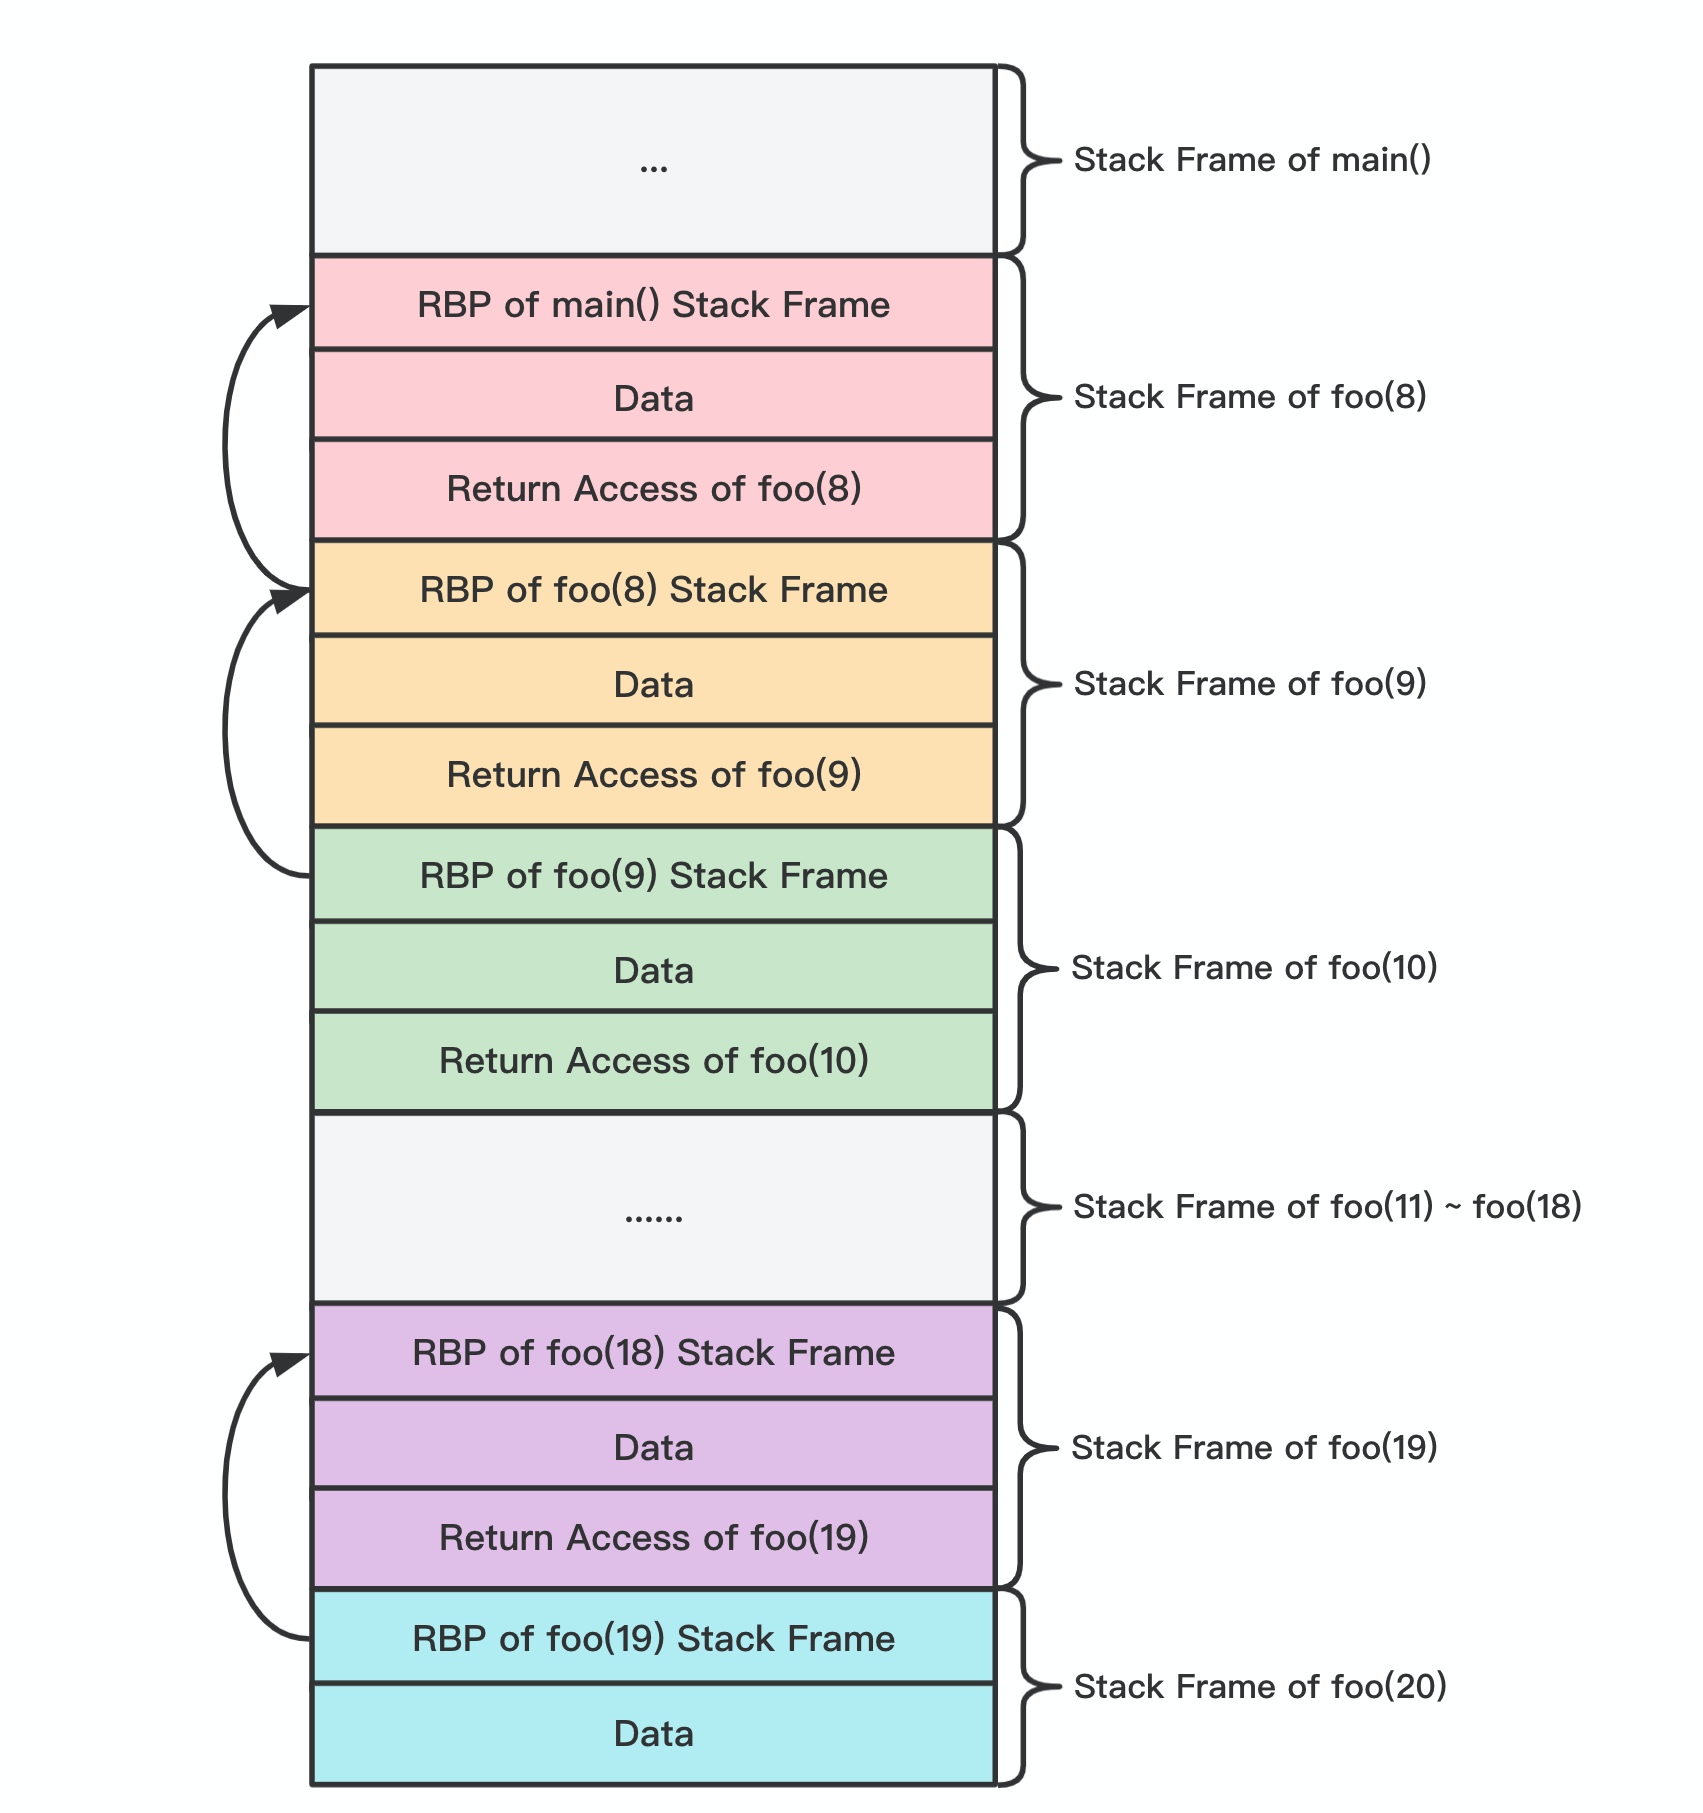 ...
Stack Frame of main()
RBP of main() Stack Frame
Data
Stack Frame of foo(8)
Return Access of foo(8)
RBP of foo(8) Stack Frame
Data
Stack Frame of foo(9)
Return Access of foo(9)
RBP of foo(9) Stack Frame
Data
Stack Frame of foo(10)
Return Access of foo(10)
......
Stack Frame of foo(11) ~ foo(18)
RBP of foo(18) Stack Frame
Data
Stack Frame of foo(19)
Return Access of foo(19)
RBP of foo(19) Stack Frame
Stack Frame of foo(20)
Data